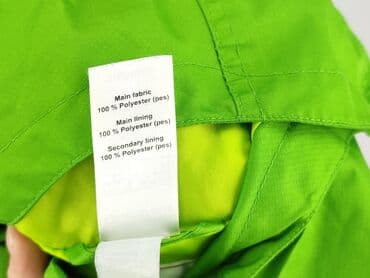 Main fabric
100 % Polyester (pes)
Main lining
100 % Polyester (pes)
Secondary lining
100 % Polyester (pes)